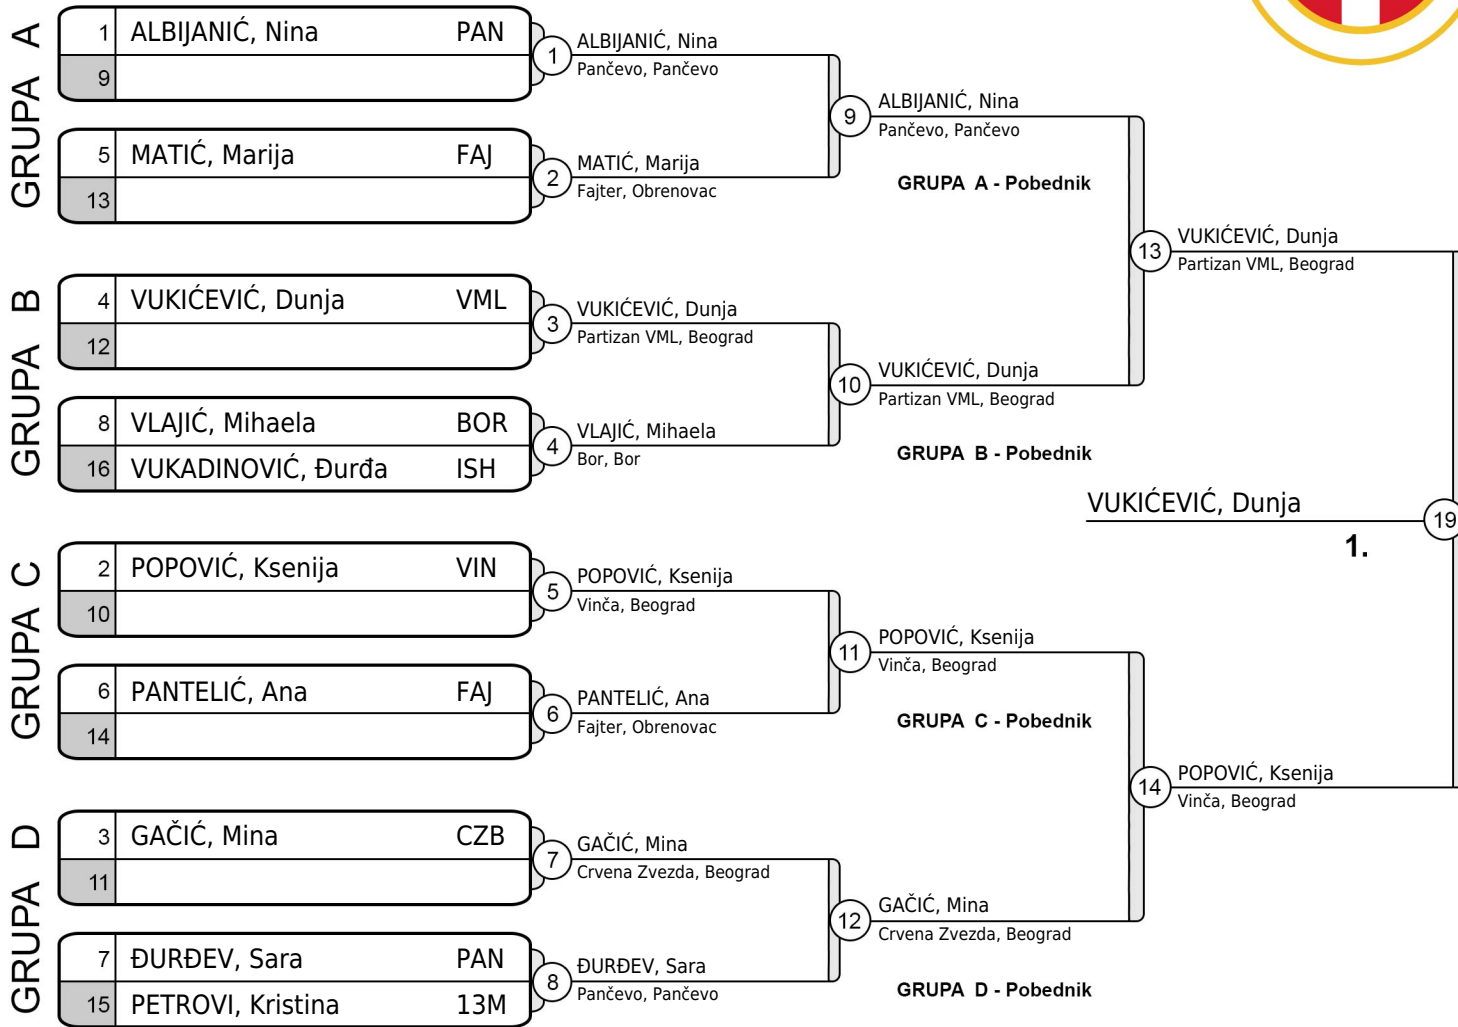 GRUPA A
1 ALBIJANIĆ, Nina PAN
9
5 MATIĆ, Marija FAJ
13
GRUPA B
4 VUKIĆEVIĆ, Dunja VML
12
8 VLAJIĆ, Mihaela BOR
16 VUKADINOVIĆ, Đurđa ISH
GRUPA C
2 POPOVIĆ, Ksenija VIN
10
6 PANTELIĆ, Ana FAJ
14
GRUPA D
3 GAČIĆ, Mina CZB
11
7 ĐURĐEV, Sara PAN
15 PETROVI, Kristina 13M
1 ALBIJANIĆ, Nina
Pančevo, Pančevo
2 MATIĆ, Marija
Fajter, Obrenovac
3 VUKIĆEVIĆ, Dunja
Partizan VML, Beograd
4 VLAJIĆ, Mihaela
Bor, Bor
5 POPOVIĆ, Ksenija
Vinča, Beograd
6 PANTELIĆ, Ana
Fajter, Obrenovac
7 GAČIĆ, Mina
Crvena Zvezda, Beograd
8 ĐURĐEV, Sara
Pančevo, Pančevo
9 ALBIJANIĆ, Nina
Pančevo, Pančevo
GRUPA A - Pobednik
10 VUKIĆEVIĆ, Dunja
Partizan VML, Beograd
GRUPA B - Pobednik
11 POPOVIĆ, Ksenija
Vinča, Beograd
GRUPA C - Pobednik
12 GAČIĆ, Mina
Crvena Zvezda, Beograd
GRUPA D - Pobednik
13 VUKIĆEVIĆ, Dunja
Partizan VML, Beograd
14 POPOVIĆ, Ksenija
Vinča, Beograd
VUKIĆEVIĆ, Dunja 19
1.